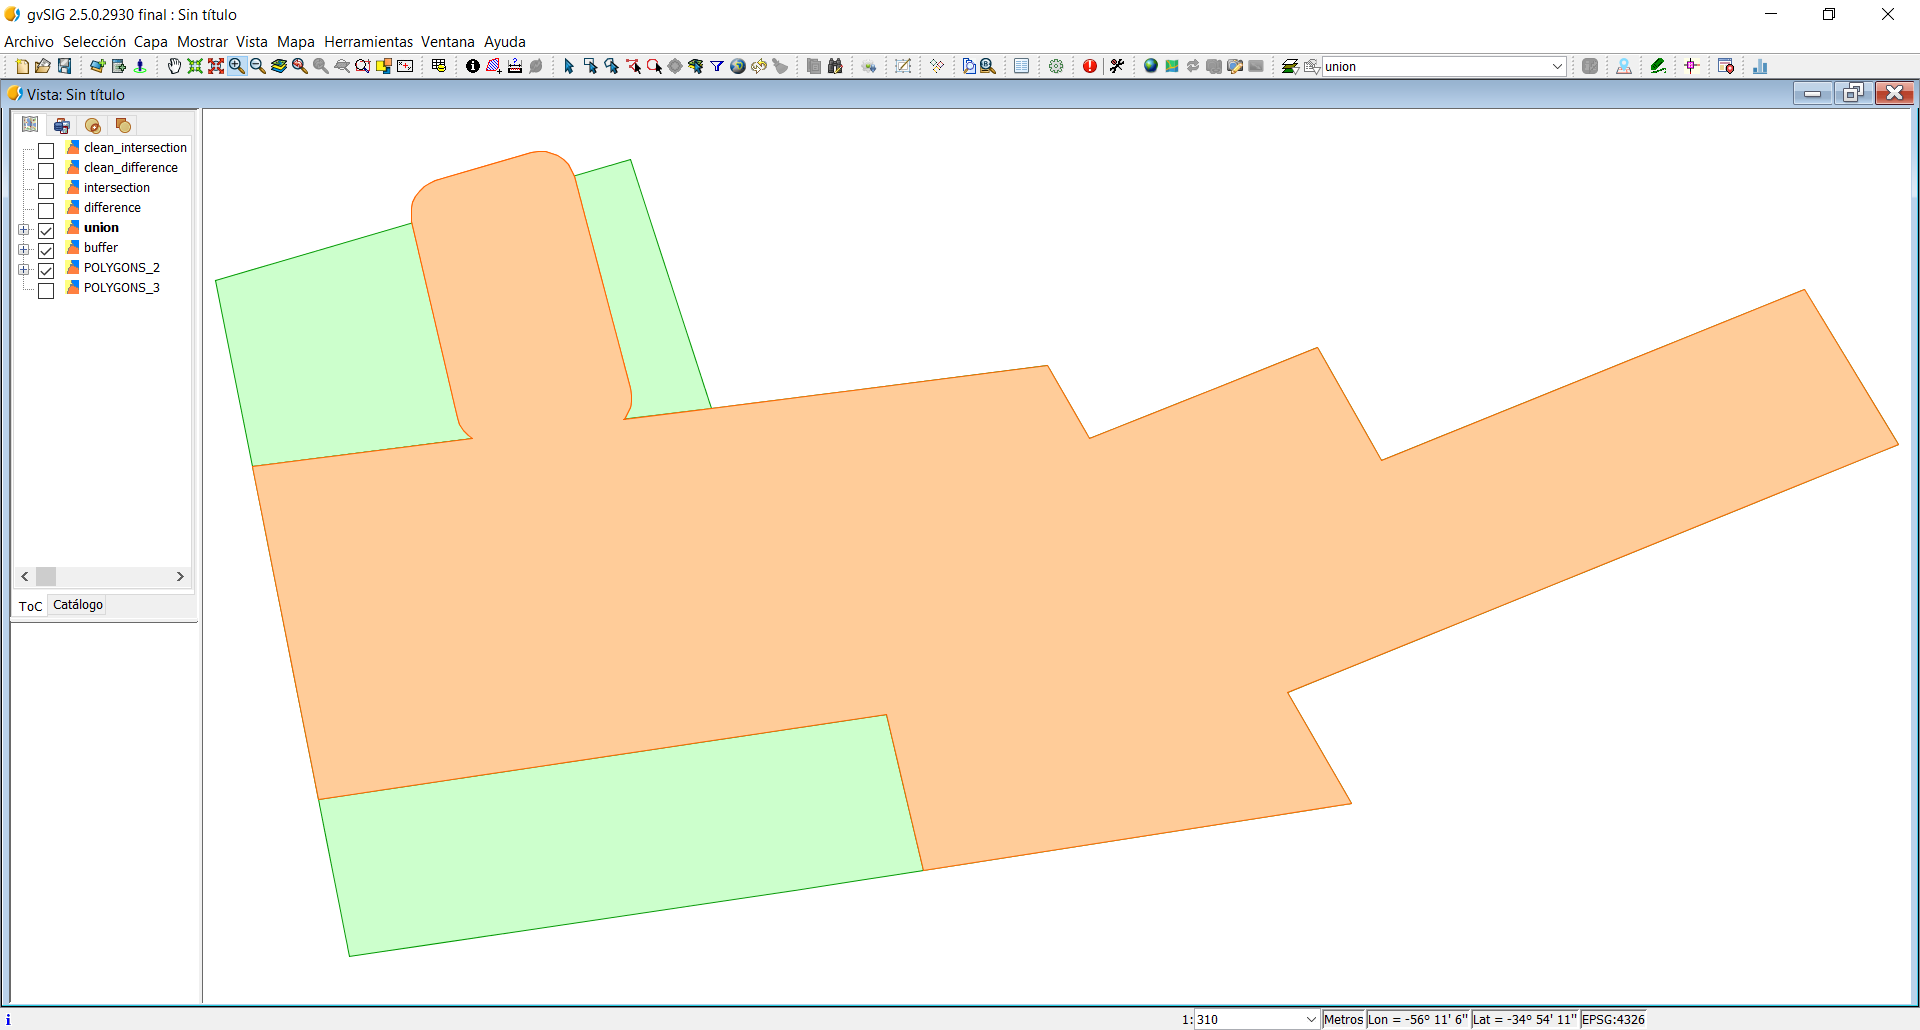 gvSIG 2.5.0.2930 final : Sin título
Archivo Selección Capa Mostrar Vista Mapa Herramientas Ventana Ayuda
union
Vista: Sin título
clean_intersection
clean_difference
intersection
difference
union
buffer
POLYGONS_2
POLYGONS_3
ToC Catálogo
1: 310 Metros Lon = -56º 11' 6" Lat = -34º 54' 11" EPSG:4326